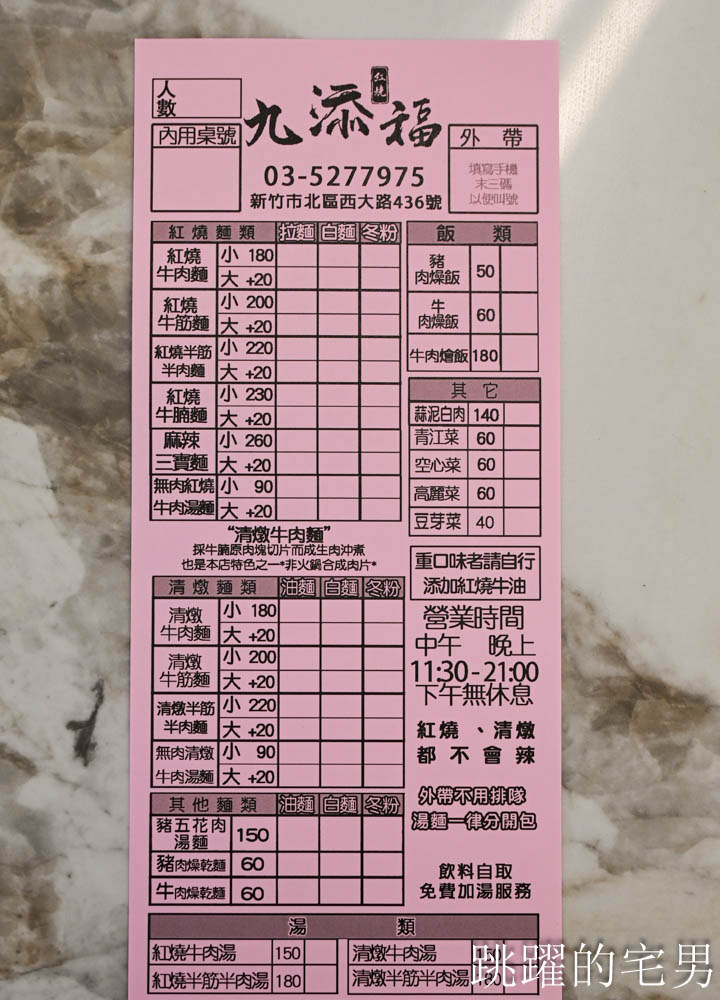 人數
紅燒
九添福
內用桌號
外帶
填寫手機
末三碼
以便叫號
03-5277975
新竹市北區西大路436號
紅燒麵類 拉麵 白麵 冬粉
紅燒
牛肉麵
小 180
大 +20
紅燒
牛筋麵
小 200
大 +20
紅燒半筋
半肉麵
小 220
大 +20
紅燒
牛腩麵
小 230
大 +20
麻辣
三寶麵
小 260
大 +20
無肉紅燒
牛肉湯麵
小 90
大 +20
“清燉牛肉麵”
採牛腩原肉塊切片而成生肉沖煮
也是本店特色之一*非火鍋合成肉片*
清燉麵類 油麵 白麵 冬粉
清燉
牛肉麵
小 180
大 +20
清燉
牛筋麵
小 200
大 +20
清燉半筋
半肉麵
小 220
大 +20
無肉清燉
牛肉湯麵
小 90
大 +20
其他麵類 油麵 白麵 冬粉
豬五花肉
湯麵
150
豬肉燥乾麵 60
牛肉燥乾麵 60
飯類
豬
肉燥飯
50
牛
肉燥飯
60
牛肉燴飯 180
其它
蒜泥白肉 140
青江菜 60
空心菜 60
高麗菜 60
豆芽菜 40
重口味者請自行
添加紅燒牛油
營業時間
中午 晚上
11:30-21:00
下午無休息
紅燒、清燉
都不會辣
外帶不用排隊
湯麵一律分開包
飲料自取
免費加湯服務
湯類
紅燒牛肉湯 150
清燉牛肉湯
紅燒半筋半肉湯 180
清燉半筋半肉湯
跳躍的宅男